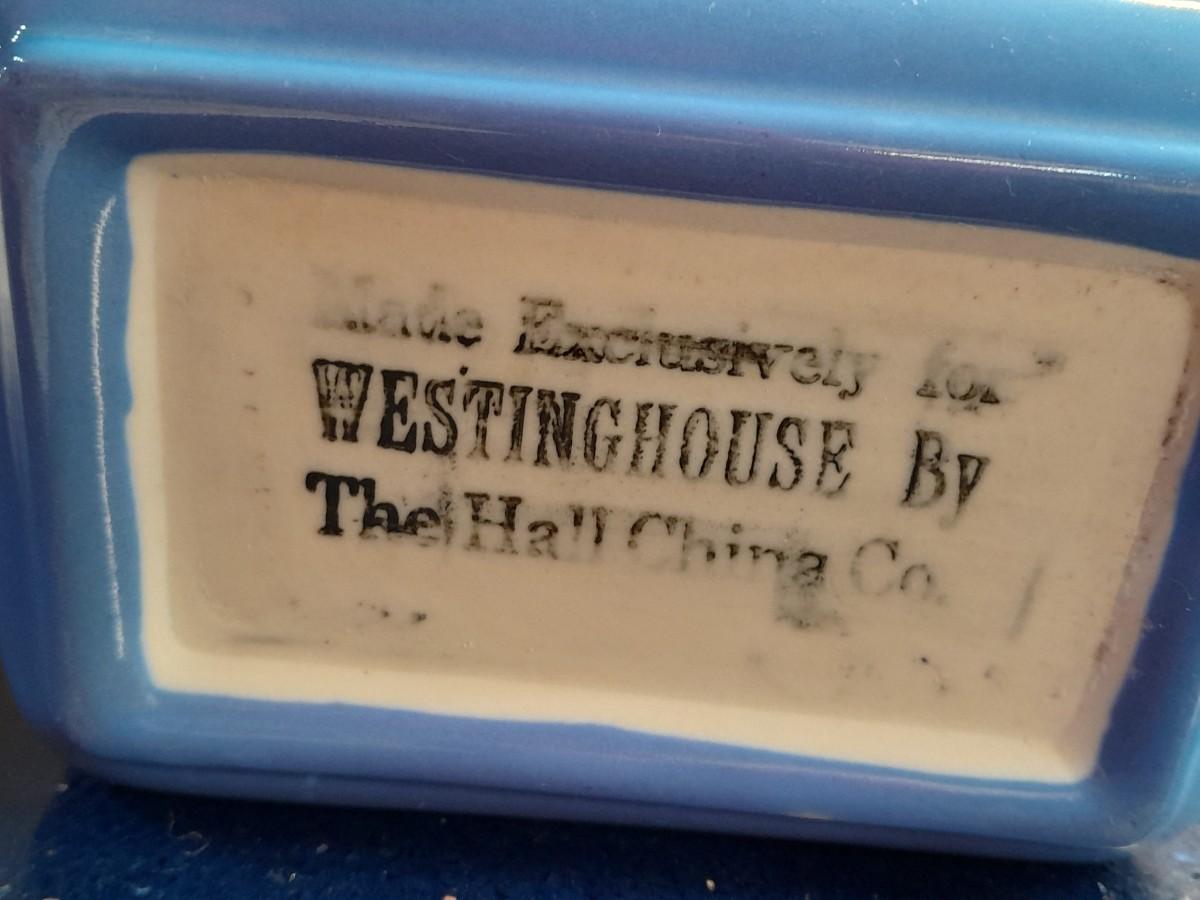 Made Exclusively for
WESTINGHOUSE By
The Hall China Co.